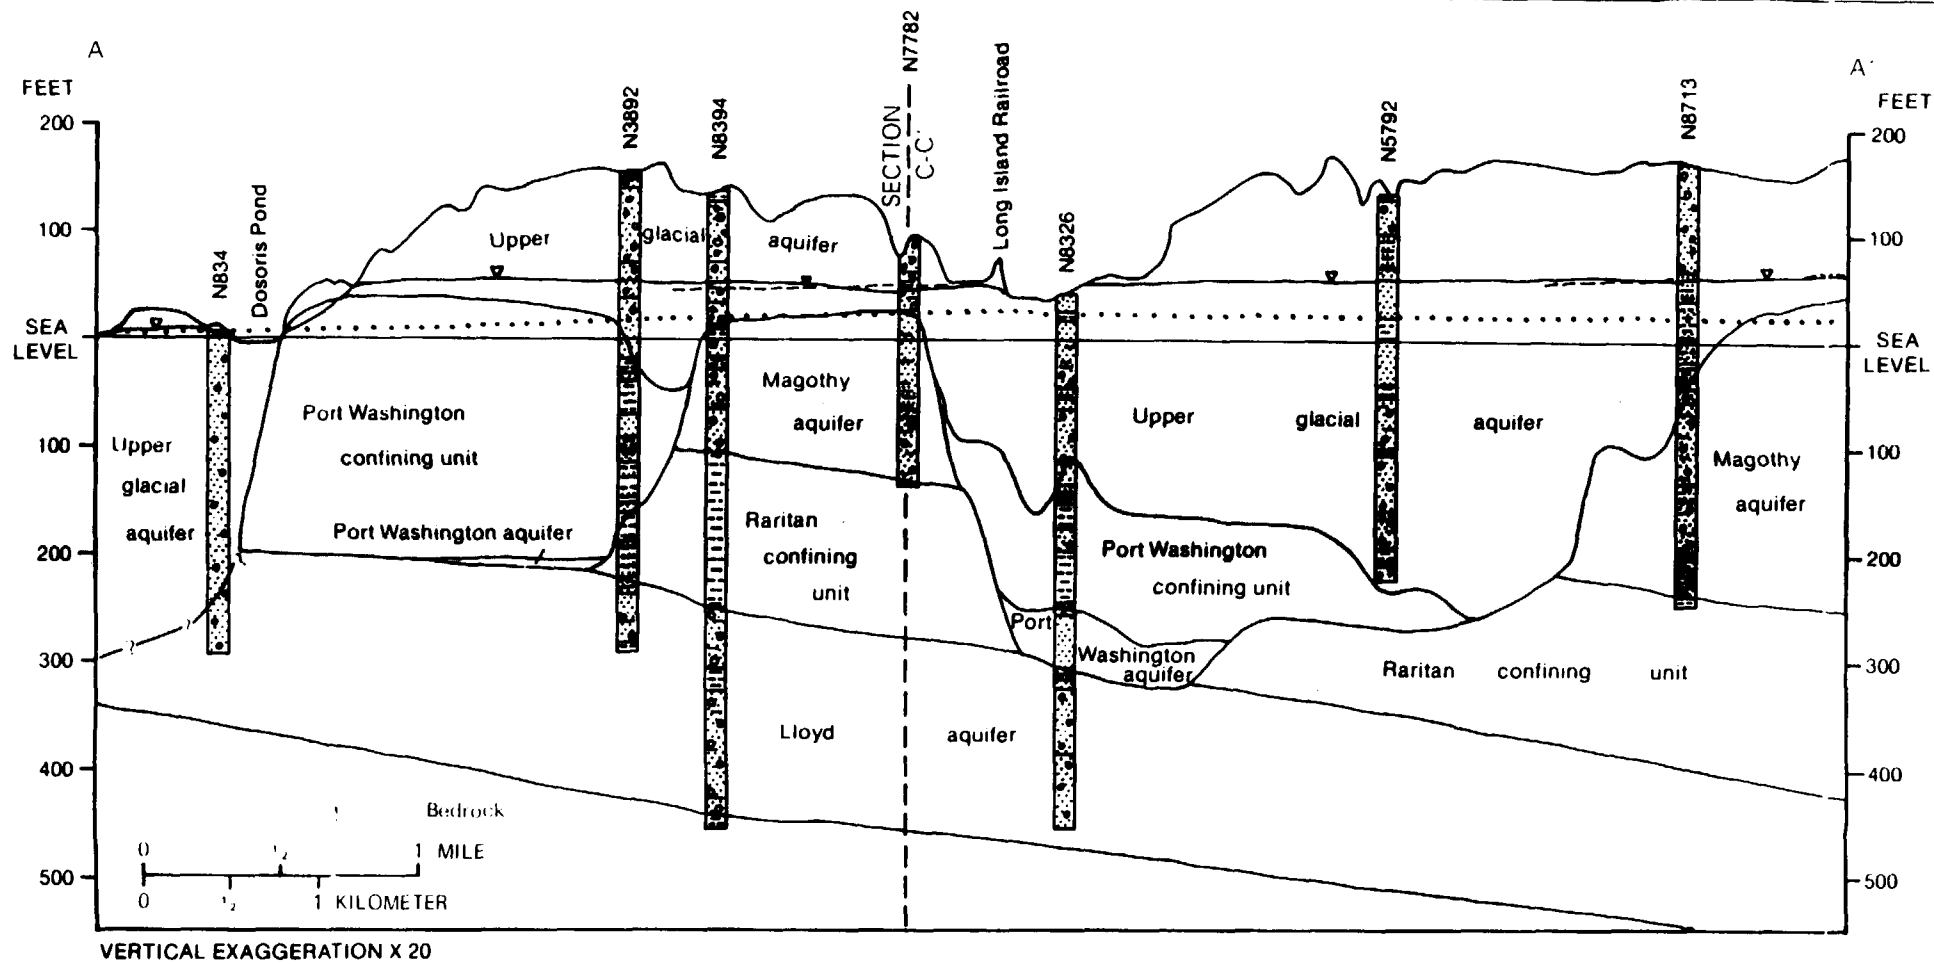 A
A'
FEET
FEET
200
100
SEA
LEVEL
100
200
300
400
500
200
100
SEA
LEVEL
100
200
300
400
500
N834
Dosoris Pond
N3892
N8394
SECTION
C-C'
N7782
Long Island Railroad
N8326
N5792
N8713
Upper glacial aquifer
Upper
glacial
aquifer
Port Washington
confining unit
Port Washington aquifer
Magothy
aquifer
Raritan
confining
unit
Upper glacial aquifer
Port Washington
confining unit
Port
Washington
aquifer
Magothy
aquifer
Raritan confining unit
Lloyd aquifer
?
?
?
Bedrock
0 1/2 1 MILE
0 1/2 1 KILOMETER
VERTICAL EXAGGERATION X 20